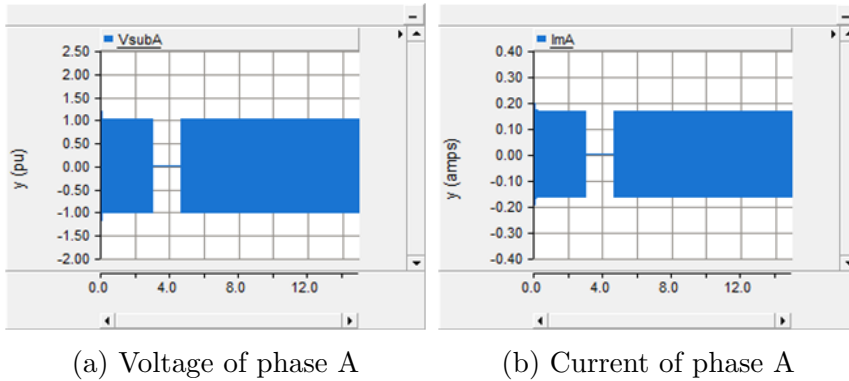 VsubA
2.50
2.00
1.50
1.00
0.50
0.00
-0.50
-1.00
-1.50
-2.00
y (pu)
0.0 4.0 8.0 12.0
(a) Voltage of phase A
ImA
0.40
0.30
0.20
0.10
0.00
-0.10
-0.20
-0.30
-0.40
y (amps)
0.0 4.0 8.0 12.0
(b) Current of phase A